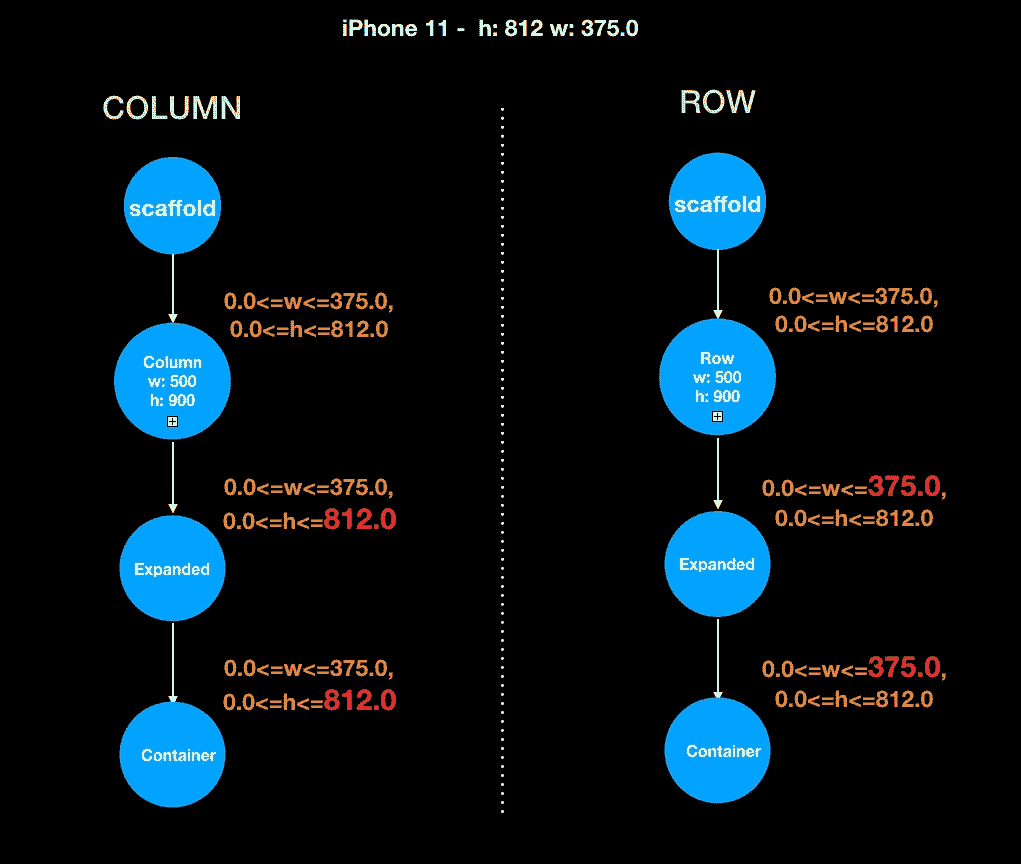 iPhone 11 - h: 812 w: 375.0
COLUMN
scaffold
0.0<=w<=375.0,
0.0<=h<=812.0
Column
w: 500
h: 900
0.0<=w<=375.0,
0.0<=h<=812.0
Expanded
0.0<=w<=375.0,
0.0<=h<=812.0
Container
ROW
scaffold
0.0<=w<=375.0,
0.0<=h<=812.0
Row
w: 500
h: 900
0.0<=w<=375.0,
0.0<=h<=812.0
Expanded
0.0<=w<=375.0,
0.0<=h<=812.0
Container